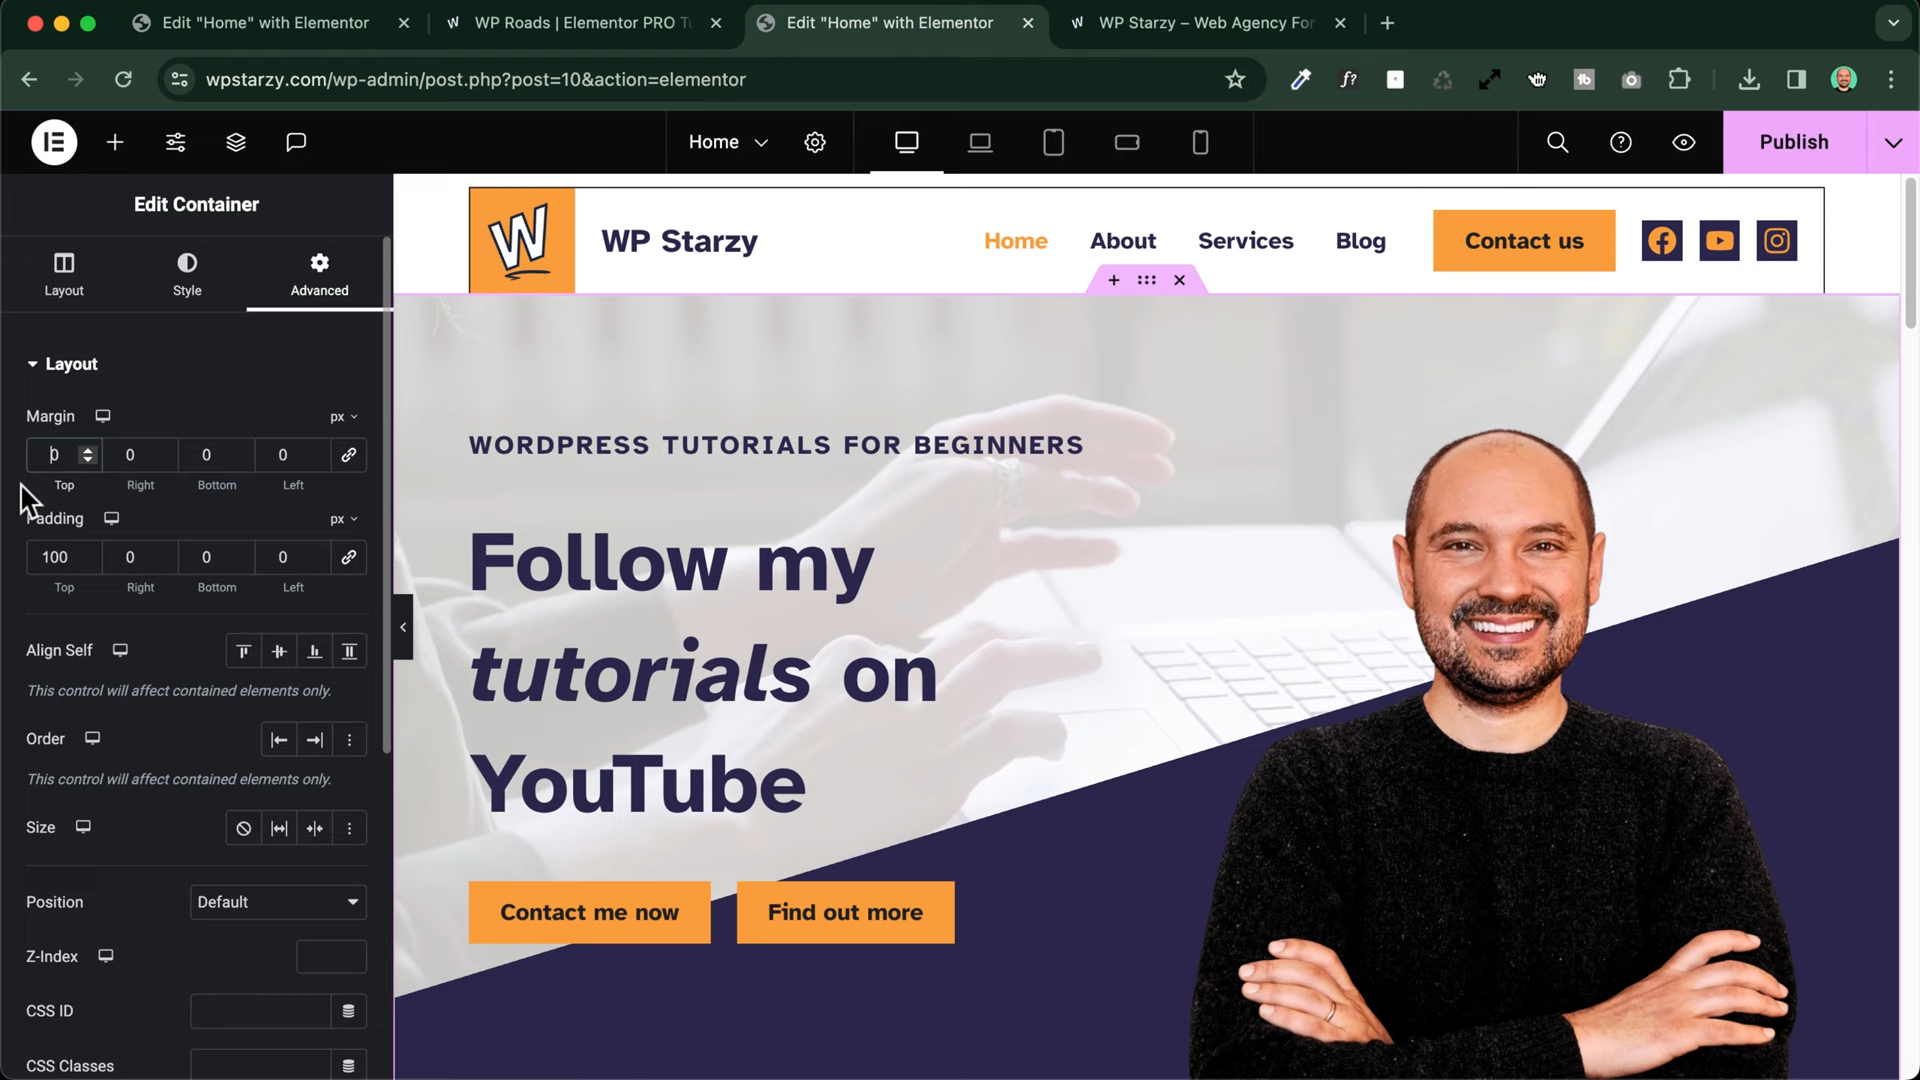 Edit "Home" with Elementor
WP Roads | Elementor PRO Tu
Edit "Home" with Elementor
WP Starzy – Web Agency For
wpstarzy.com/wp-admin/post.php?post=10&action=elementor
f?
tb
Home
Publish
Edit Container
Layout
Style
Advanced
Layout
Margin
px
0
0
0
0
Top
Right
Bottom
Left
Padding
px
100
0
0
0
Top
Right
Bottom
Left
Align Self
This control will affect contained elements only.
Order
This control will affect contained elements only.
Size
Position
Default
Z-Index
CSS ID
CSS Classes
W
WP Starzy
Home
About
Services
Blog
Contact us
WORDPRESS TUTORIALS FOR BEGINNERS
Follow my
tutorials on
YouTube
Contact me now
Find out more